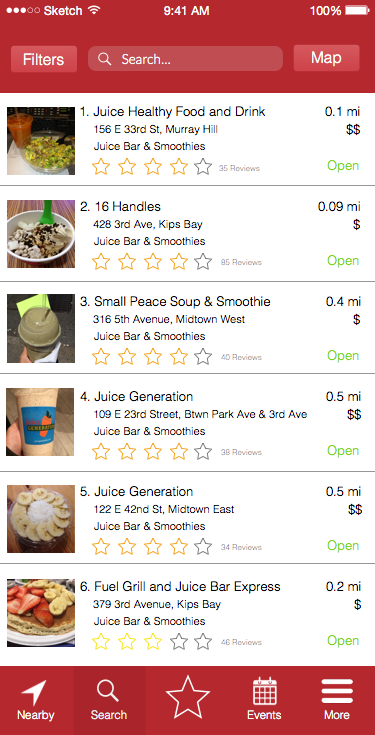 Sketch 9:41 AM 100%
Filters Search... Map
1. Juice Healthy Food and Drink 0.1 mi
156 E 33rd St, Murray Hill $$
Juice Bar & Smoothies
35 Reviews Open
2. 16 Handles 0.09 mi
428 3rd Ave, Kips Bay $
Juice Bar & Smoothies
85 Reviews Open
3. Small Peace Soup & Smoothie 0.4 mi
316 5th Avenue, Midtown West $
Juice Bar & Smoothies
40 Reviews Open
4. Juice Generation 0.5 mi
109 E 23rd Street, Btwn Park Ave & 3rd Ave $$
Juice Bar & Smoothies
38 Reviews Open
5. Juice Generation 0.5 mi
122 E 42nd St, Midtown East $$
Juice Bar & Smoothies
34 Reviews Open
6. Fuel Grill and Juice Bar Express 0.2 mi
379 3rd Avenue, Kips Bay $
Juice Bar & Smoothies
46 Reviews Open
Nearby Search Events More